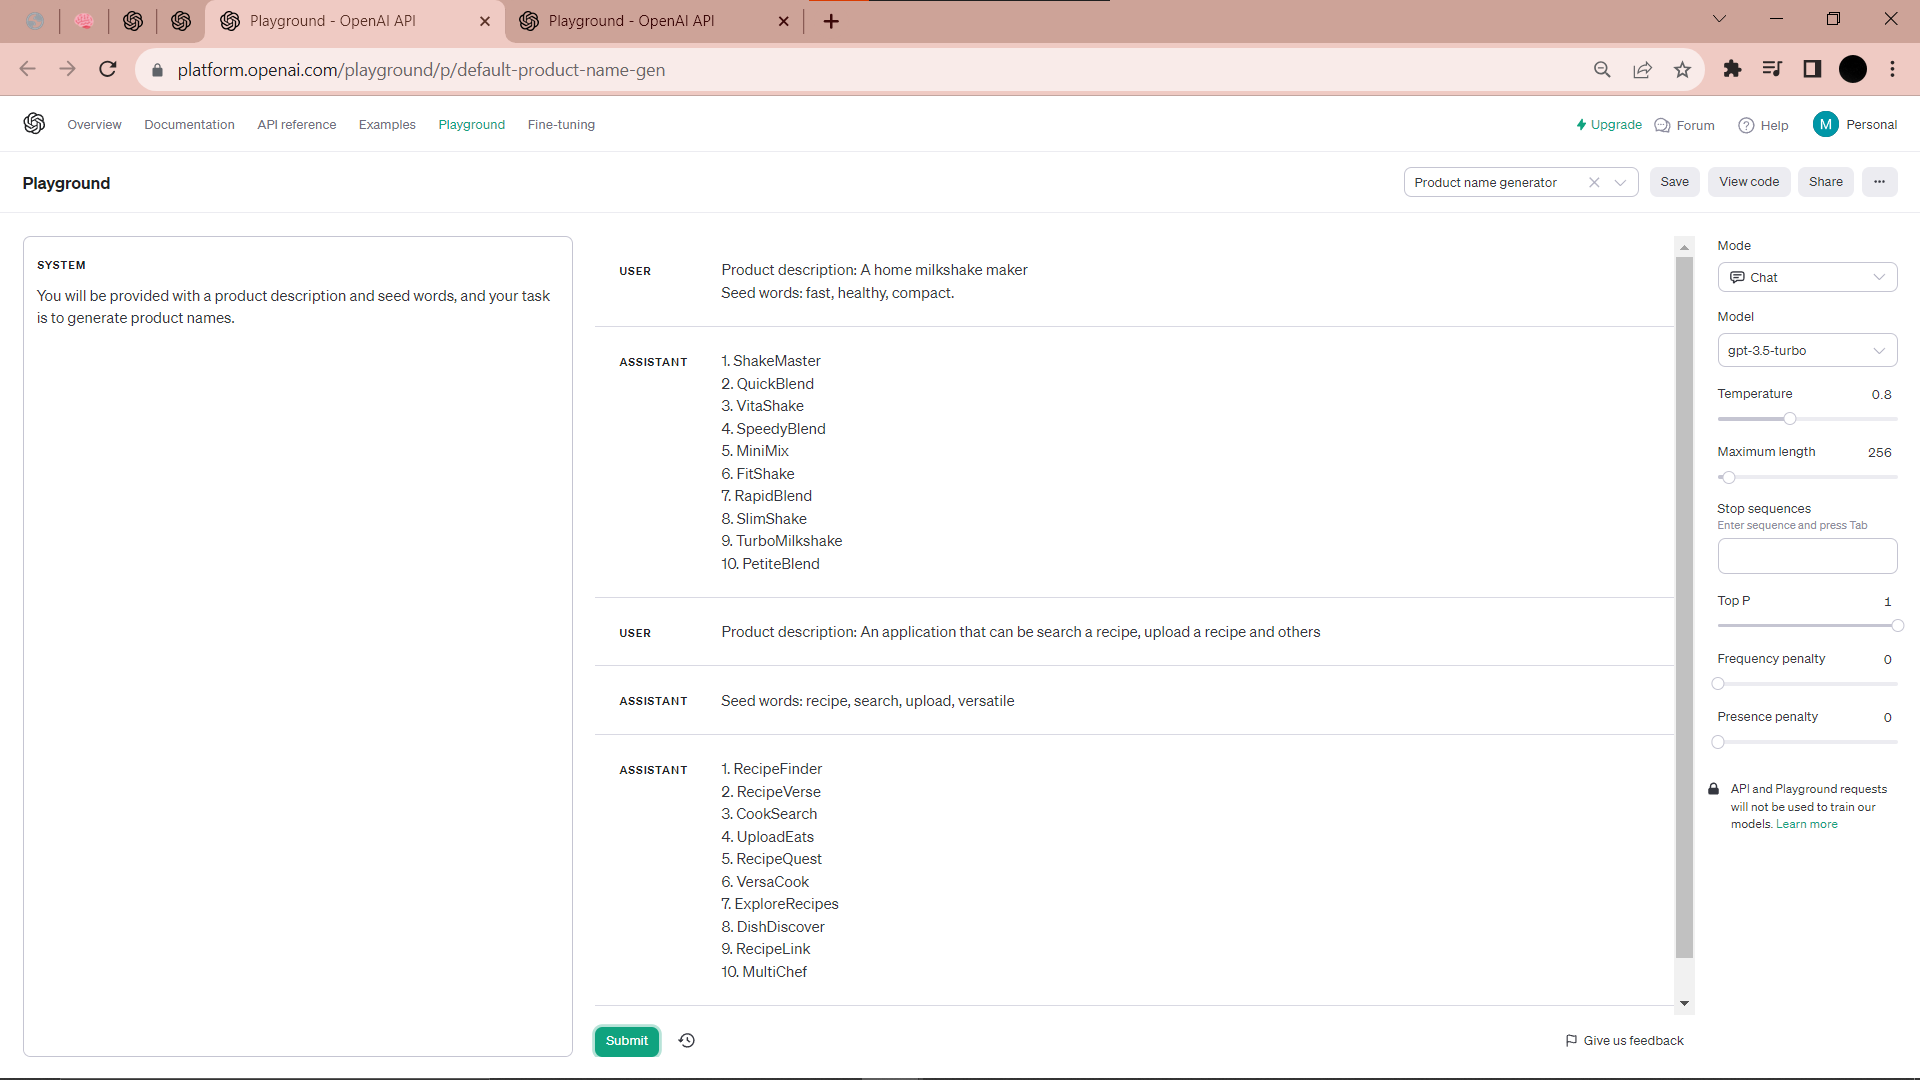 Playground - OpenAI API
Playground - OpenAI API
platform.openai.com/playground/p/default-product-name-gen
Overview
Documentation
API reference
Examples
Playground
Fine-tuning
Upgrade
Forum
Help
M
Personal
Playground
Product name generator
Save
View code
Share
...
SYSTEM
You will be provided with a product description and seed words, and your task
is to generate product names.
USER
Product description: A home milkshake maker
Seed words: fast, healthy, compact.
ASSISTANT
1. ShakeMaster
2. QuickBlend
3. VitaShake
4. SpeedyBlend
5. MiniMix
6. FitShake
7. RapidBlend
8. SlimShake
9. TurboMilkshake
10. PetiteBlend
USER
Product description: An application that can be search a recipe, upload a recipe and others
ASSISTANT
Seed words: recipe, search, upload, versatile
ASSISTANT
1. RecipeFinder
2. RecipeVerse
3. CookSearch
4. UploadEats
5. RecipeQuest
6. VersaCook
7. ExploreRecipes
8. DishDiscover
9. RecipeLink
10. MultiChef
Submit
Give us feedback
Mode
Chat
Model
gpt-3.5-turbo
Temperature 0.8
Maximum length 256
Stop sequences
Enter sequence and press Tab
Top P 1
Frequency penalty 0
Presence penalty 0
API and Playground requests
will not be used to train our
models. Learn more